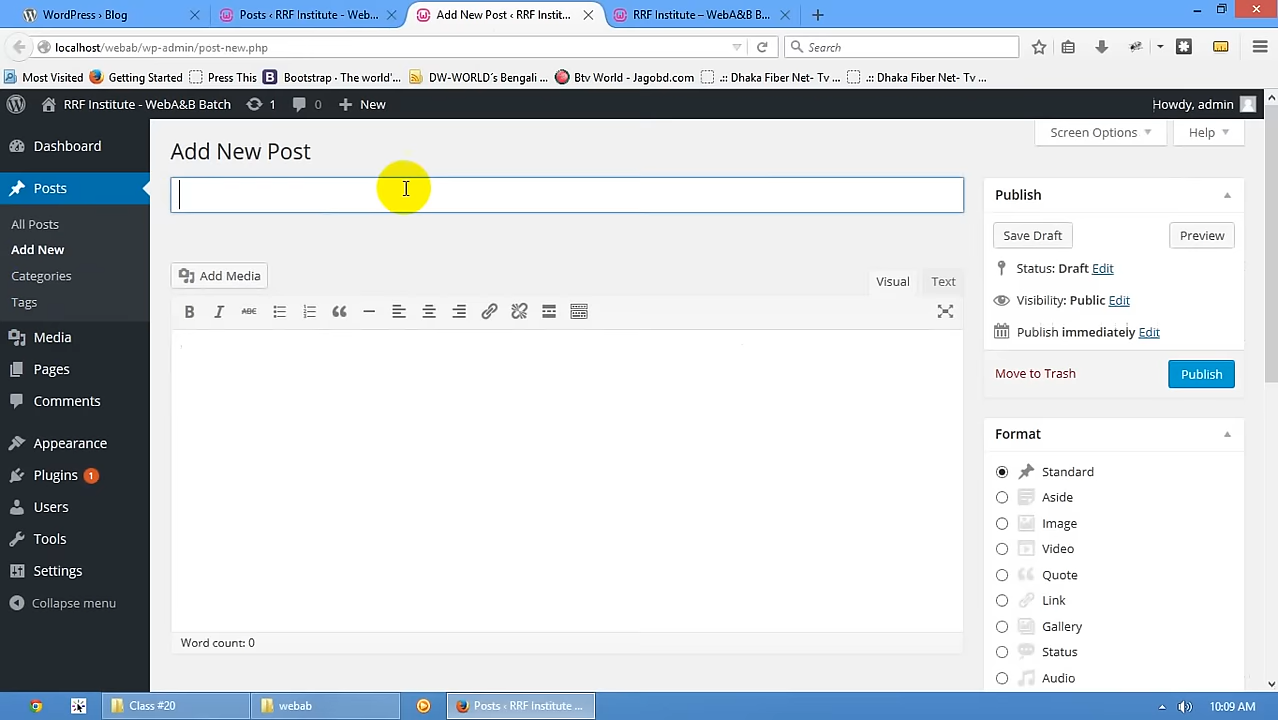 WordPress › Blog
Posts ‹ RRF Institute - Web...
Add New Post ‹ RRF Instit...
RRF Institute – WebA&B B...
localhost/webab/wp-admin/post-new.php
Search
Most Visited
Getting Started
Press This
Bootstrap · The world'...
DW-WORLD's Bengali ...
Btv World - Jagobd.com
.:: Dhaka Fiber Net- Tv ...
.:: Dhaka Fiber Net- Tv ...
RRF Institute - WebA&B Batch
1
0
New
Howdy, admin
Screen Options
Help
Dashboard
Posts
All Posts
Add New
Categories
Tags
Media
Pages
Comments
Appearance
Plugins 1
Users
Tools
Settings
Collapse menu
Add New Post
Add Media
Visual
Text
B I ABC
Word count: 0
Publish
Save Draft
Preview
Status: Draft Edit
Visibility: Public Edit
Publish immediately Edit
Move to Trash
Publish
Format
Standard
Aside
Image
Video
Quote
Link
Gallery
Status
Audio
Class #20
webab
Posts ‹ RRF Institute ...
10:09 AM